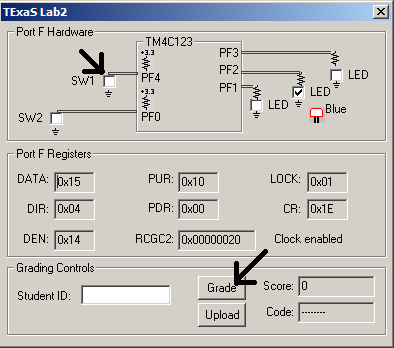 TExaS Lab2
Port F Hardware
TM4C123
+3.3
SW1 PF4
+3.3
SW2 PF0
PF3 LED
PF2 LED
PF1 LED
Blue
Port F Registers
DATA: 0x15 PUR: 0x10 LOCK: 0x01
DIR: 0x04 PDR: 0x00 CR: 0x1E
DEN: 0x14 RCGC2: 0x00000020 Clock enabled
Grading Controls
Student ID: Grade Score: 0
Upload Code: --------